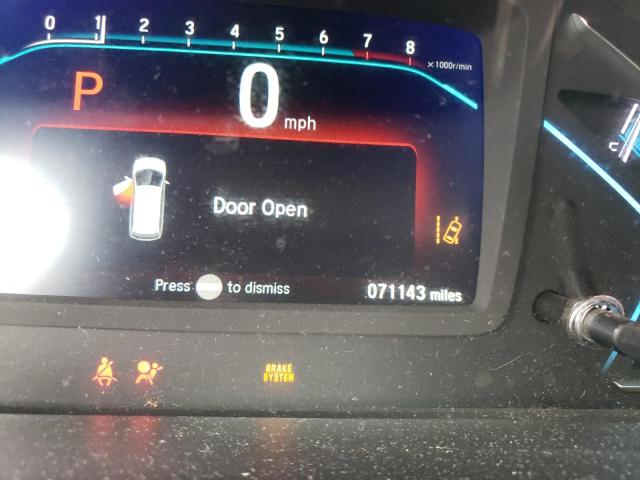 0 1 2 3 4 5 6 7 8
×1000r/min
P 0 mph
Door Open
Press to dismiss 071143 miles
BRAKE
SYSTEM
C